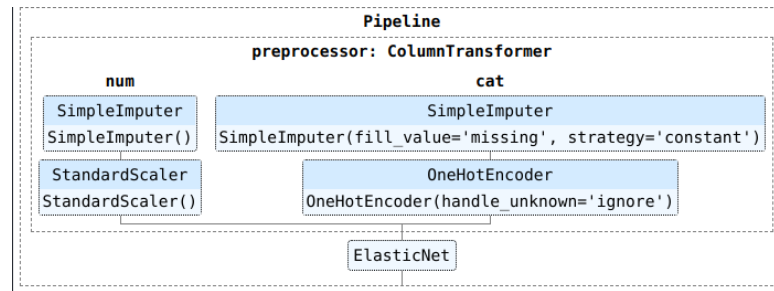 Pipeline
preprocessor: ColumnTransformer
num
cat
SimpleImputer
SimpleImputer()
SimpleImputer
SimpleImputer(fill_value='missing', strategy='constant')
StandardScaler
StandardScaler()
OneHotEncoder
OneHotEncoder(handle_unknown='ignore')
ElasticNet